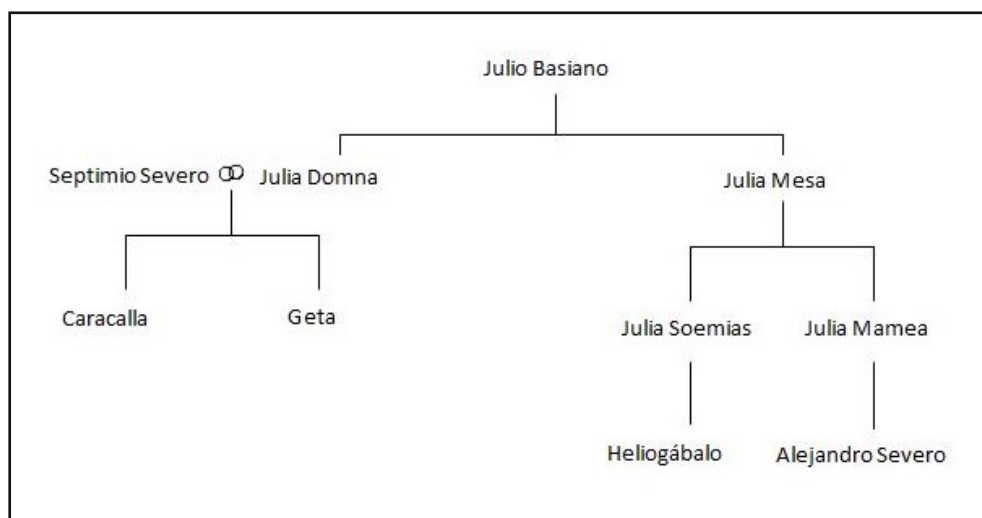 Julio Basiano
Septimio Severo
Julia Domna
Julia Mesa
Caracalla
Geta
Julia Soemias
Julia Mamea
Heliogábalo
Alejandro Severo